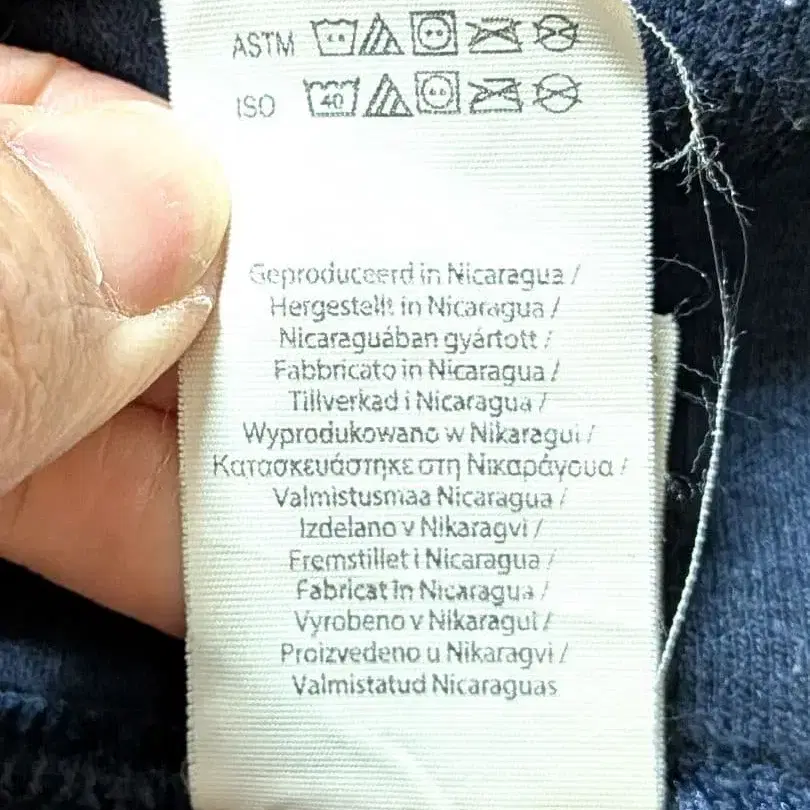 ASTM
ISO 40
Geproduceerd in Nicaragua /
Hergestellt in Nicaragua /
Nicaraguában gyártott /
Fabbricato in Nicaragua /
Tillverkad i Nicaragua /
Wyprodukowano w Nikaragui /
Κατασκευάστηκε στη Νικαράγουα /
Valmistusmaa Nicaragua /
Izdelano v Nikaragvi /
Fremstillet i Nicaragua /
Fabricat în Nicaragua /
Vyrobeno v Nikaragui /
Proizvedeno u Nikaragvi /
Valmistatud Nicaraguas